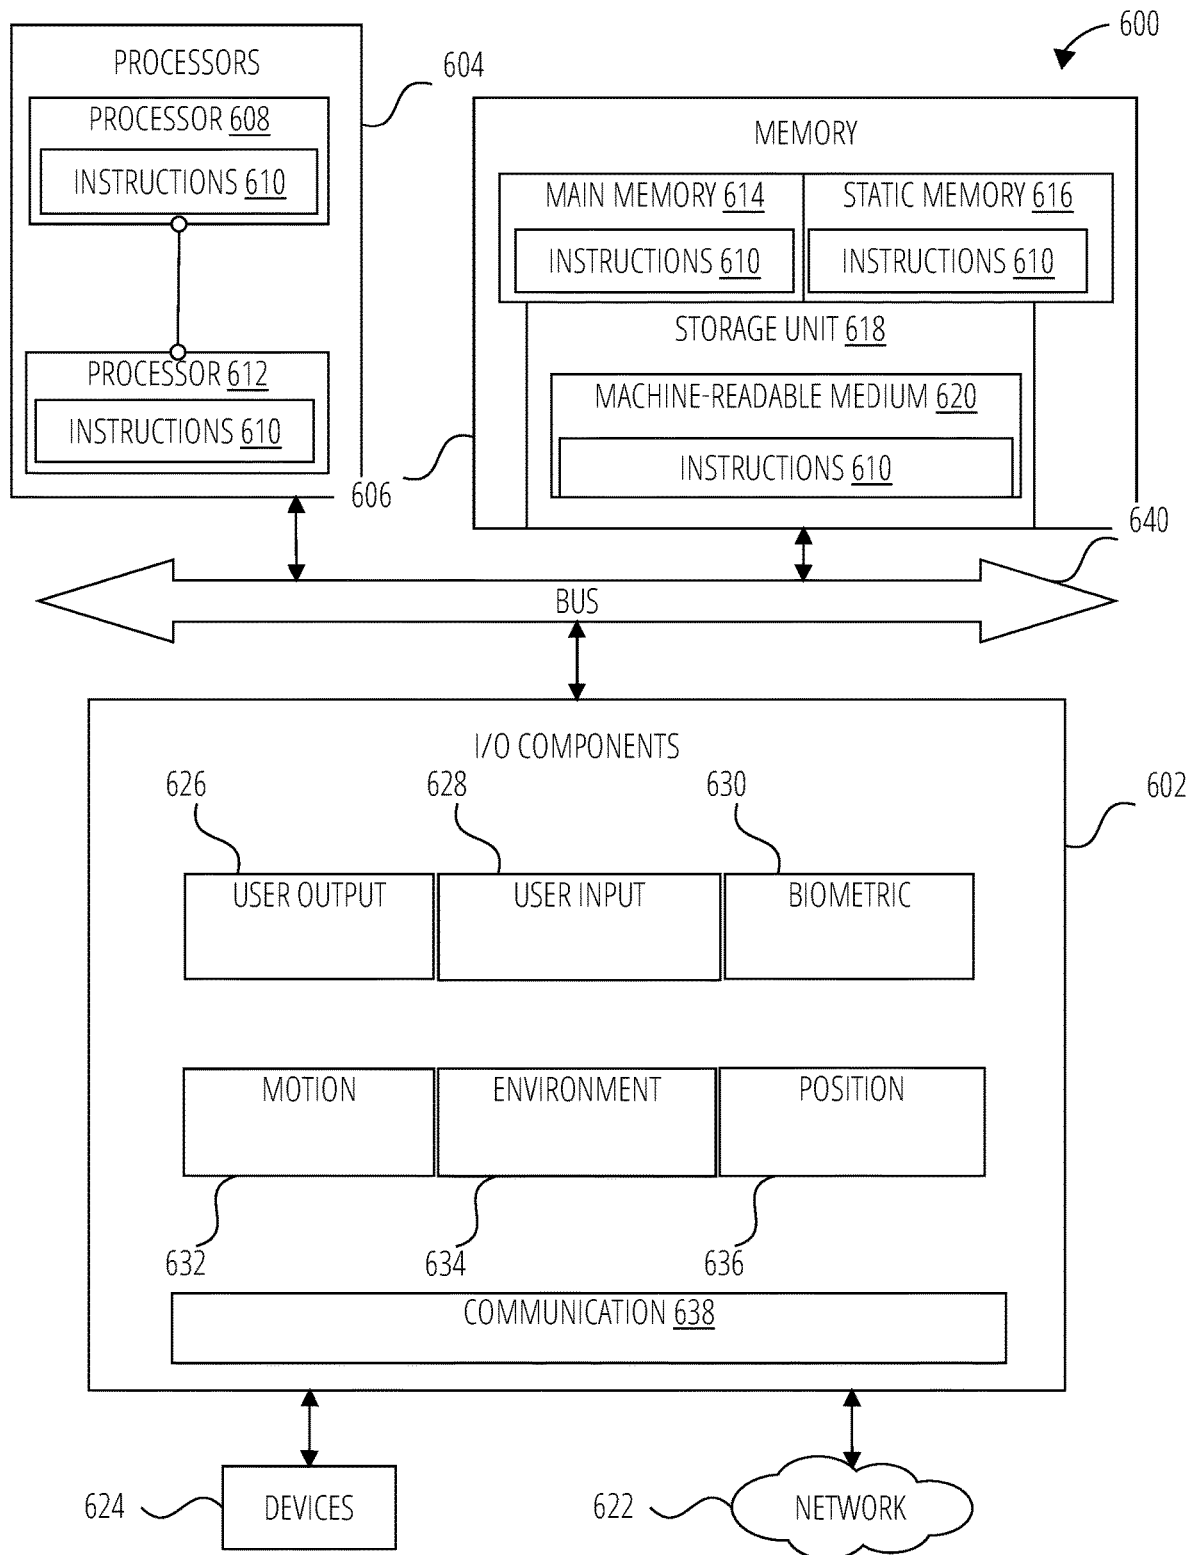 600
PROCESSORS
604
PROCESSOR 608
INSTRUCTIONS 610
PROCESSOR 612
INSTRUCTIONS 610
MEMORY
MAIN MEMORY 614
INSTRUCTIONS 610
STATIC MEMORY 616
INSTRUCTIONS 610
STORAGE UNIT 618
MACHINE-READABLE MEDIUM 620
INSTRUCTIONS 610
606
640
BUS
I/O COMPONENTS
602
626
628
630
USER OUTPUT
USER INPUT
BIOMETRIC
MOTION
ENVIRONMENT
POSITION
632
634
636
COMMUNICATION 638
624
DEVICES
622
NETWORK